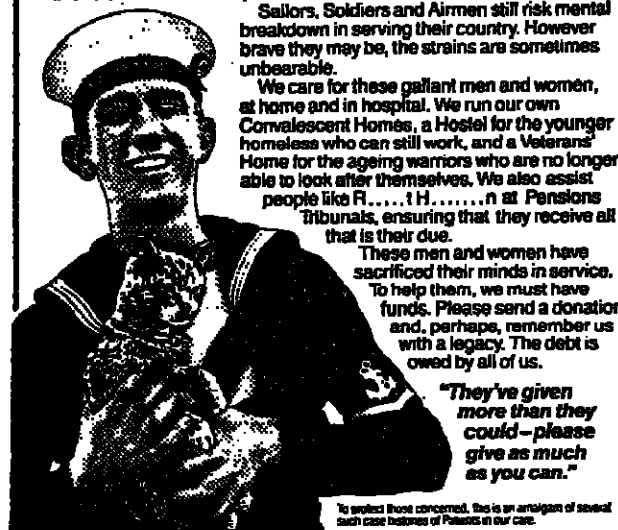 Sailors, Soldiers and Airmen still risk mental
breakdown in serving their country. However
brave they may be, the strains are sometimes
unbearable.
We care for these gallant men and women,
at home and in hospital. We run our own
Convalescent Homes, a Hostel for the younger
homeless who can still work, and a Veterans'
Home for the ageing warriors who are no longer
able to look after themselves. We also assist
people like R.....t H.......n at Pensions
Tribunals, ensuring that they receive all
that is their due.
These men and women have
sacrificed their minds in service.
To help them, we must have
funds. Please send a donation
and, perhaps, remember us
with a legacy. The debt is
owed by all of us.
"They've given
more than they
could—please
give as much
as you can."
To protect those concerned, this is an amalgam of several
such case histories of Patients in our care.